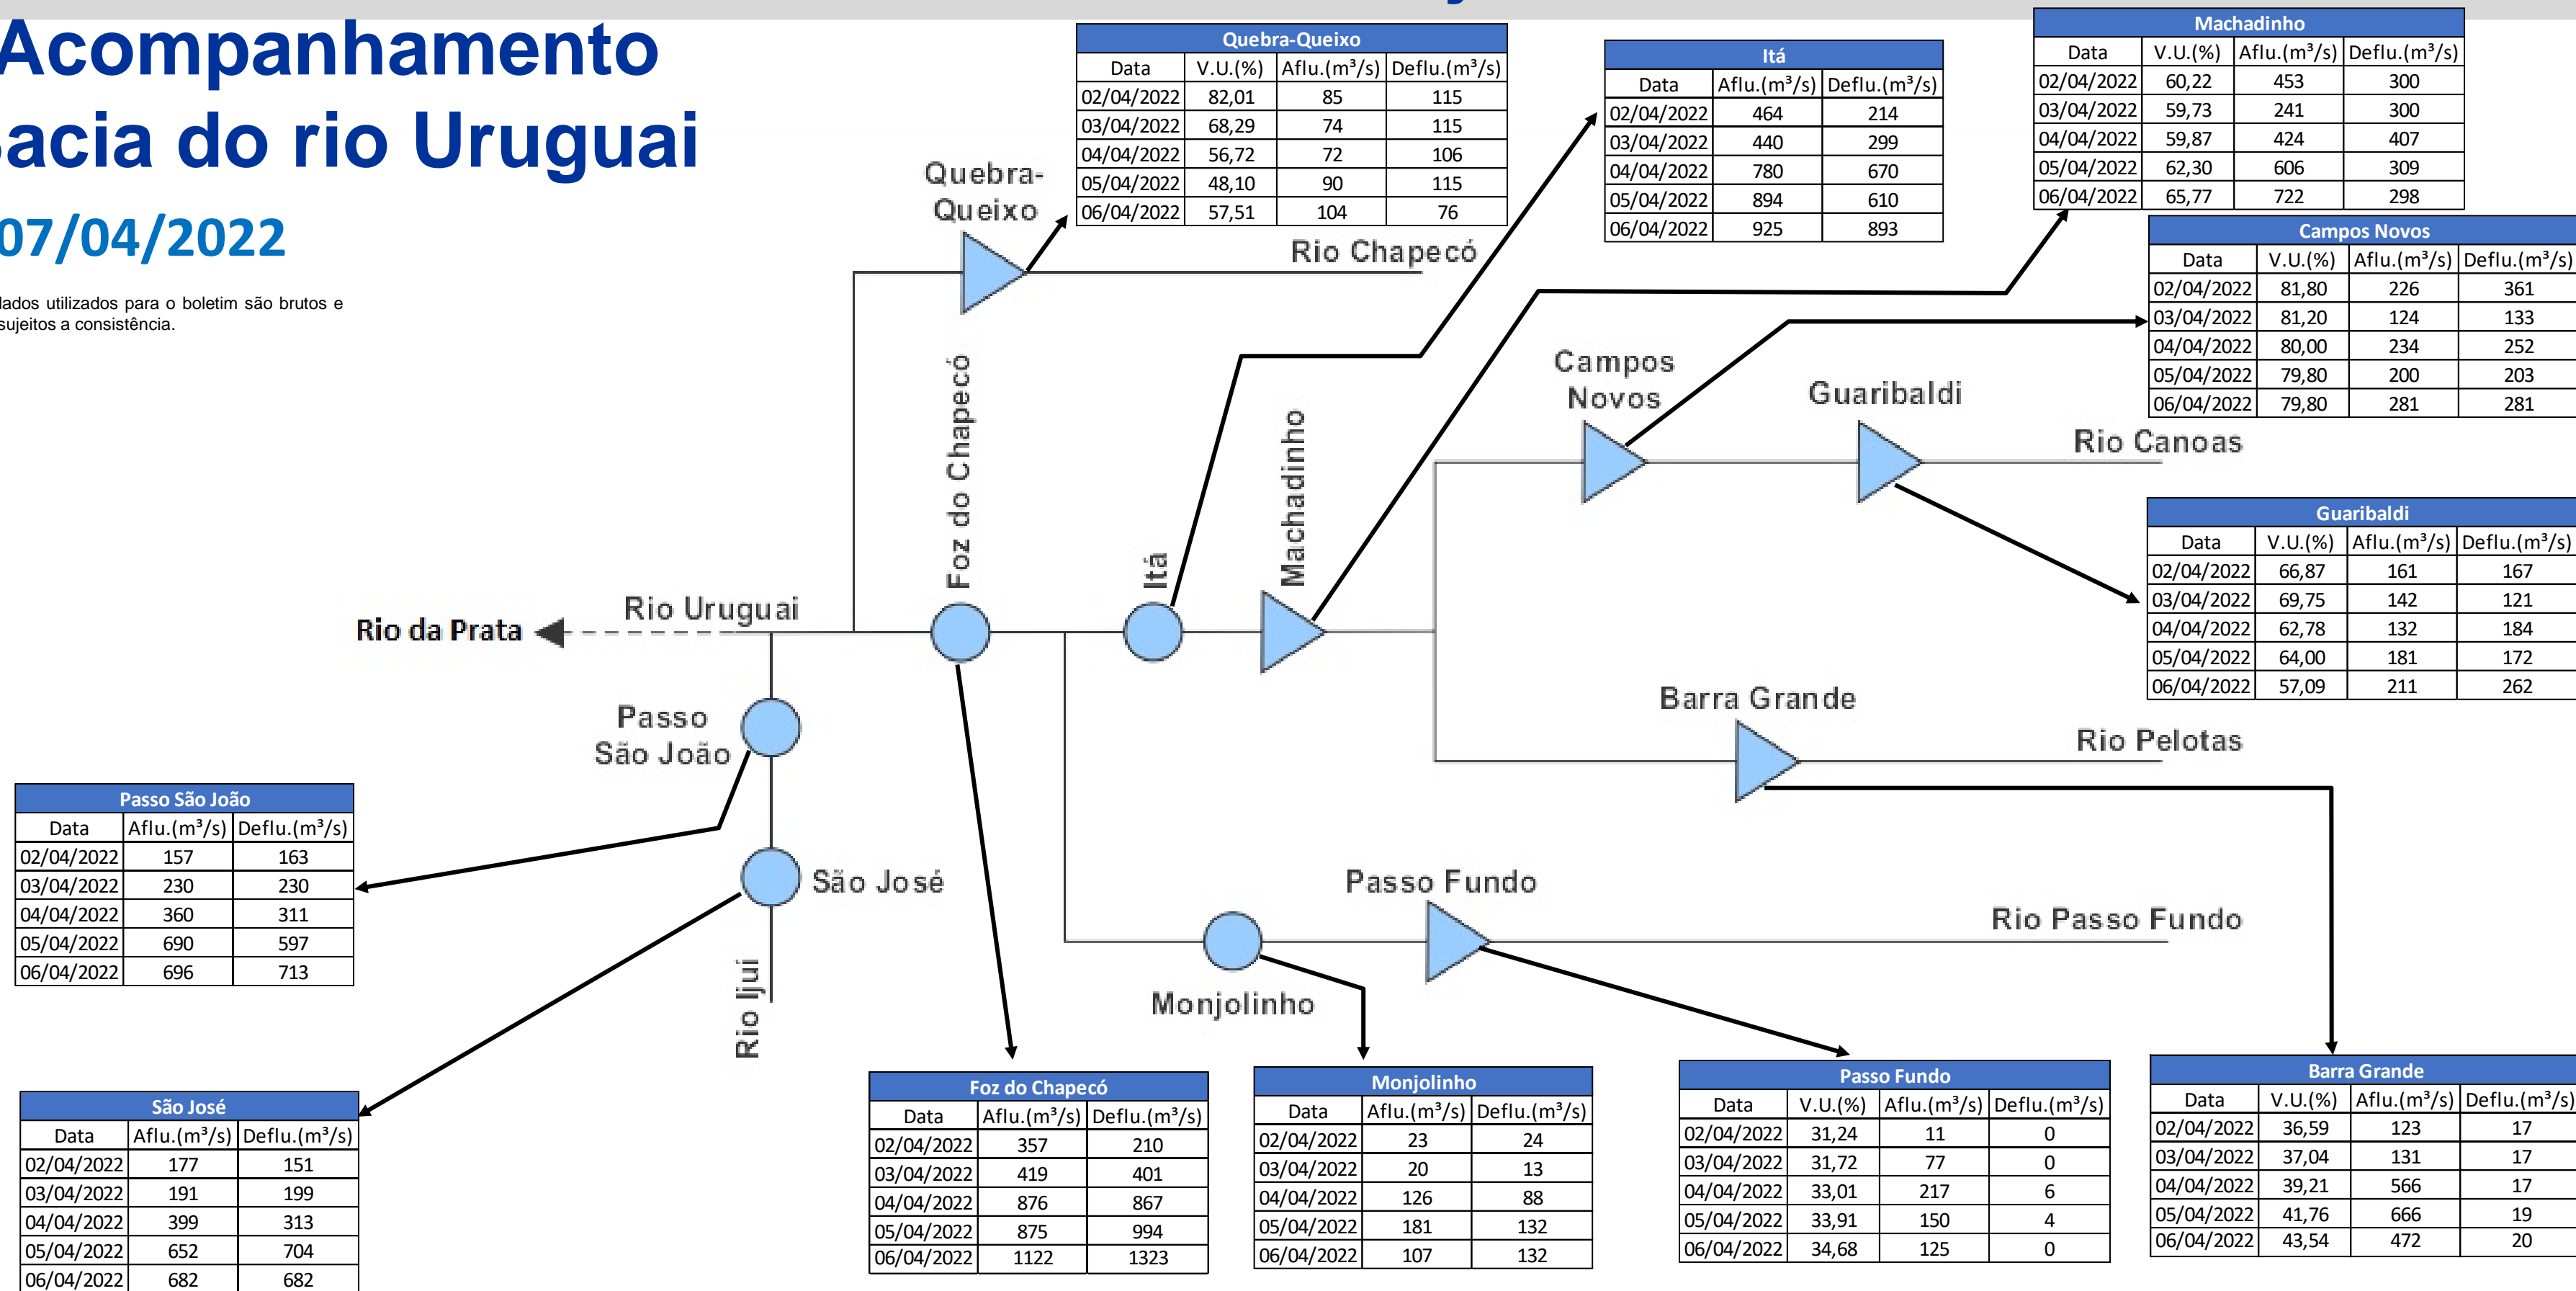 Acompanhamento
acia do rio Uruguai
07/04/2022
dados utilizados para o boletim são brutos e
sujeitos a consistência.
Quebra-Queixo
Data V.U.(%) Aflu.(m³/s) Deflu.(m³/s)
02/04/2022 82,01 85 115
03/04/2022 68,29 74 115
04/04/2022 56,72 72 106
05/04/2022 48,10 90 115
06/04/2022 57,51 104 76
Itá
Data Aflu.(m³/s) Deflu.(m³/s)
02/04/2022 464 214
03/04/2022 440 299
04/04/2022 780 670
05/04/2022 894 610
06/04/2022 925 893
Machadinho
Data V.U.(%) Aflu.(m³/s) Deflu.(m³/s)
02/04/2022 60,22 453 300
03/04/2022 59,73 241 300
04/04/2022 59,87 424 407
05/04/2022 62,30 606 309
06/04/2022 65,77 722 298
Campos Novos
Data V.U.(%) Aflu.(m³/s) Deflu.(m³/s)
02/04/2022 81,80 226 361
03/04/2022 81,20 124 133
04/04/2022 80,00 234 252
05/04/2022 79,80 200 203
06/04/2022 79,80 281 281
Quebra-
Queixo
Rio Chapecó
Foz do Chapecó
Itá
Machadinho
Campos
Novos
Guaribaldi
Rio Canoas
Guaribaldi
Data V.U.(%) Aflu.(m³/s) Deflu.(m³/s)
02/04/2022 66,87 161 167
03/04/2022 69,75 142 121
04/04/2022 62,78 132 184
05/04/2022 64,00 181 172
06/04/2022 57,09 211 262
Rio da Prata
Rio Uruguai
Passo
São João
Barra Grande
Rio Pelotas
São José
Rio Ijuí
Passo Fundo
Rio Passo Fundo
Monjolinho
Passo São João
Data Aflu.(m³/s) Deflu.(m³/s)
02/04/2022 157 163
03/04/2022 230 230
04/04/2022 360 311
05/04/2022 690 597
06/04/2022 696 713
São José
Data Aflu.(m³/s) Deflu.(m³/s)
02/04/2022 177 151
03/04/2022 191 199
04/04/2022 399 313
05/04/2022 652 704
06/04/2022 682 682
Foz do Chapecó
Data Aflu.(m³/s) Deflu.(m³/s)
02/04/2022 357 210
03/04/2022 419 401
04/04/2022 876 867
05/04/2022 875 994
06/04/2022 1122 1323
Monjolinho
Data Aflu.(m³/s) Deflu.(m³/s)
02/04/2022 23 24
03/04/2022 20 13
04/04/2022 126 88
05/04/2022 181 132
06/04/2022 107 132
Passo Fundo
Data V.U.(%) Aflu.(m³/s) Deflu.(m³/s)
02/04/2022 31,24 11 0
03/04/2022 31,72 77 0
04/04/2022 33,01 217 6
05/04/2022 33,91 150 4
06/04/2022 34,68 125 0
Barra Grande
Data V.U.(%) Aflu.(m³/s) Deflu.(m³/s)
02/04/2022 36,59 123 17
03/04/2022 37,04 131 17
04/04/2022 39,21 566 17
05/04/2022 41,76 666 19
06/04/2022 43,54 472 20